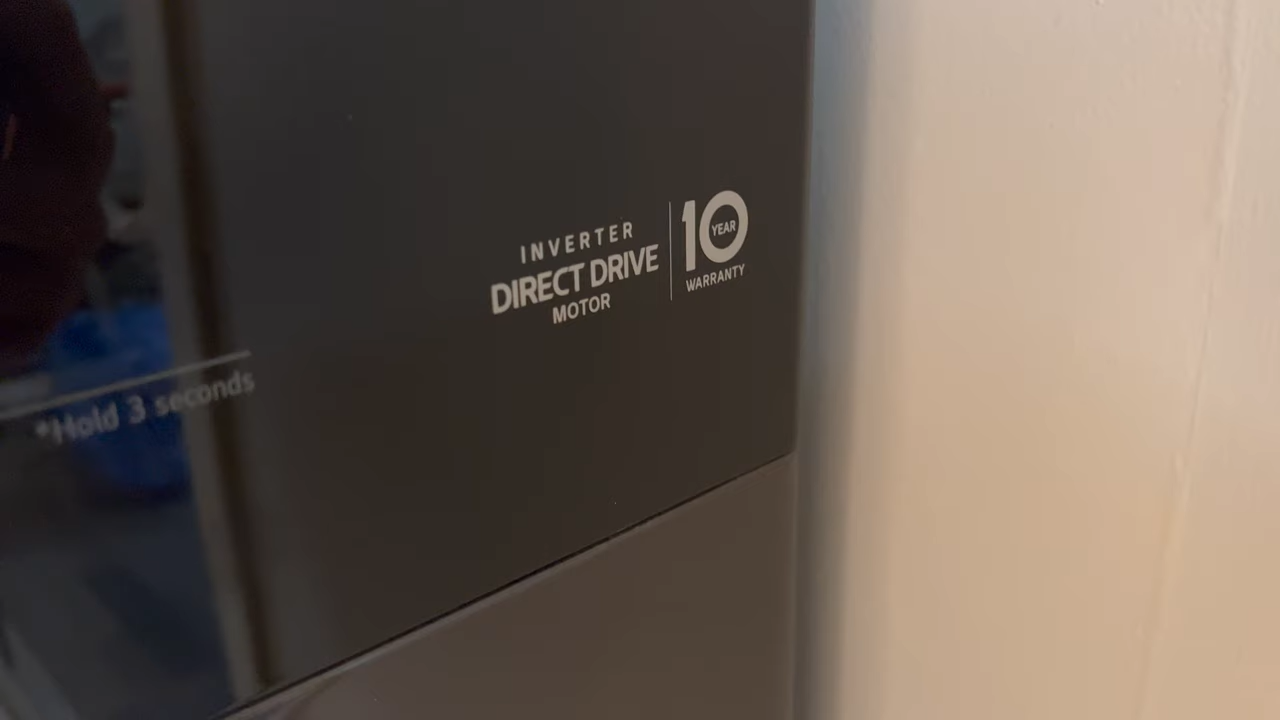 INVERTER
DIRECT DRIVE
MOTOR
10
YEAR
WARRANTY
*Hold 3 seconds